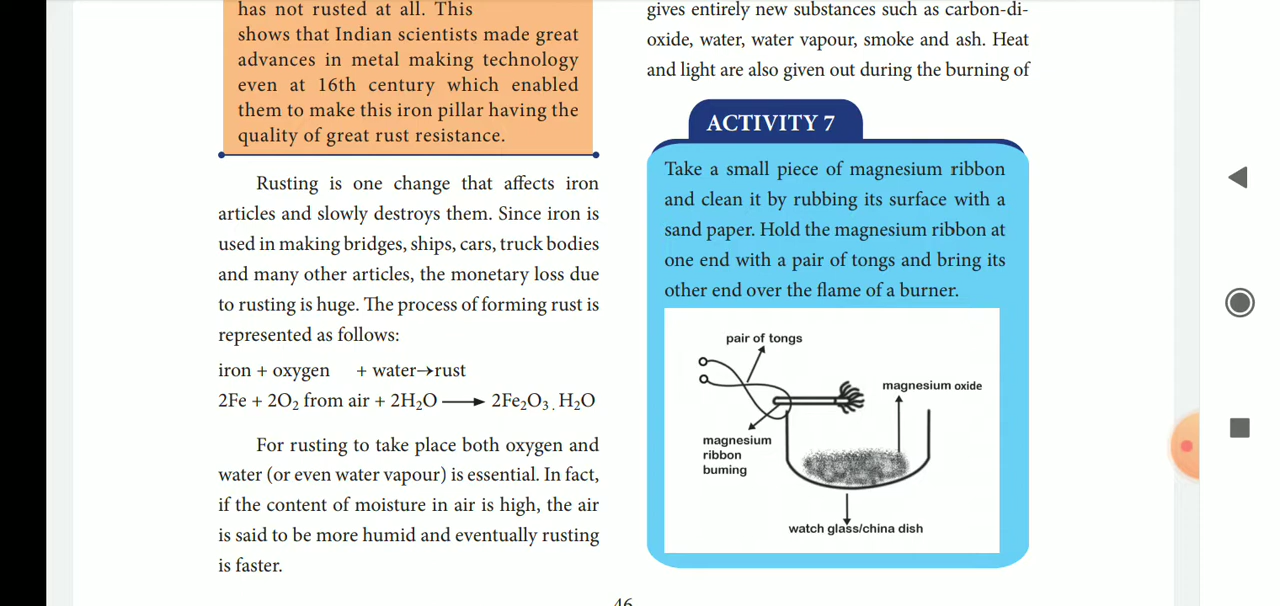 has not rusted at all. This
shows that Indian scientists made great
advances in metal making technology
even at 16th century which enabled
them to make this iron pillar having the
quality of great rust resistance.
Rusting is one change that affects iron
articles and slowly destroys them. Since iron is
used in making bridges, ships, cars, truck bodies
and many other articles, the monetary loss due
to rusting is huge. The process of forming rust is
represented as follows:
iron + oxygen + water→rust
2Fe + 2O₂ from air + 2H₂O ⟶ 2Fe₂O₃ . H₂O
For rusting to take place both oxygen and
water (or even water vapour) is essential. In fact,
if the content of moisture in air is high, the air
is said to be more humid and eventually rusting
is faster.
gives entirely new substances such as carbon-di-
oxide, water, water vapour, smoke and ash. Heat
and light are also given out during the burning of
ACTIVITY 7
Take a small piece of magnesium ribbon
and clean it by rubbing its surface with a
sand paper. Hold the magnesium ribbon at
one end with a pair of tongs and bring its
other end over the flame of a burner.
pair of tongs
magnesium oxide
magnesium
ribbon
buming
watch glass/china dish
46